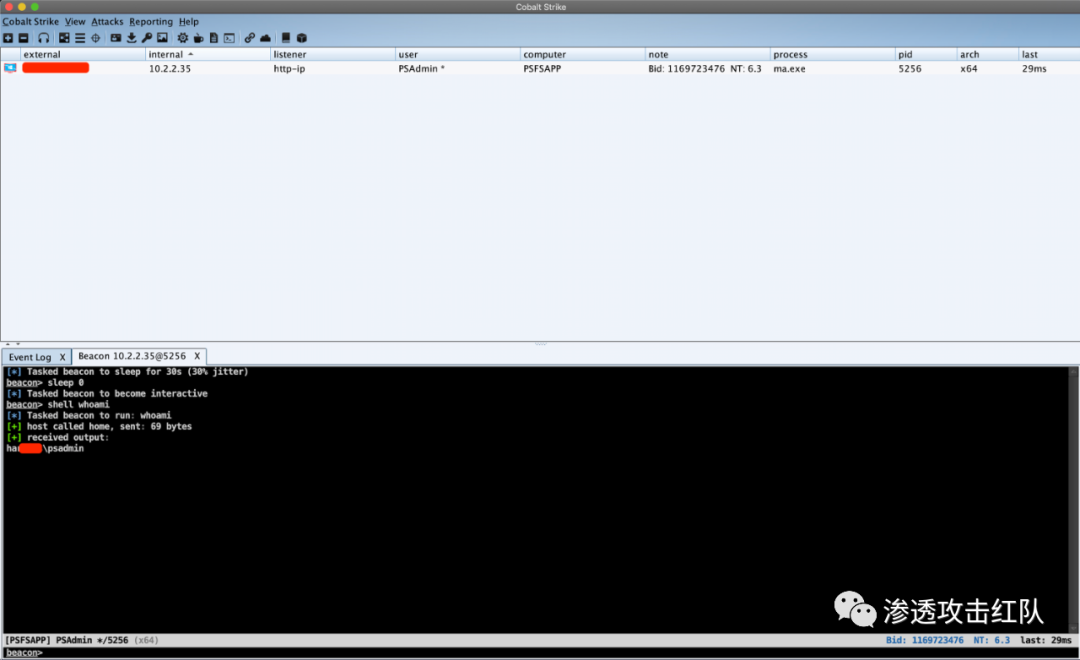 Cobalt Strike
Cobalt Strike View Attacks Reporting Help
external internal listener user computer note process pid arch last
10.2.2.35 http-ip PSAdmin * PSFSAPP Bid: 1169723476 NT: 6.3 ma.exe 5256 x64 29ms
Event Log X Beacon 10.2.2.35@5256 X
[*] Tasked beacon to sleep for 30s (30% jitter)
beacon> sleep 0
[*] Tasked beacon to become interactive
beacon> shell whoami
[*] Tasked beacon to run: whoami
[+] host called home, sent: 69 bytes
[+] received output:
ha\psadmin
渗透攻击红队
[PSFSAPP] PSAdmin */5256 (x64) Bid: 1169723476 NT: 6.3 last: 29ms
beacon>